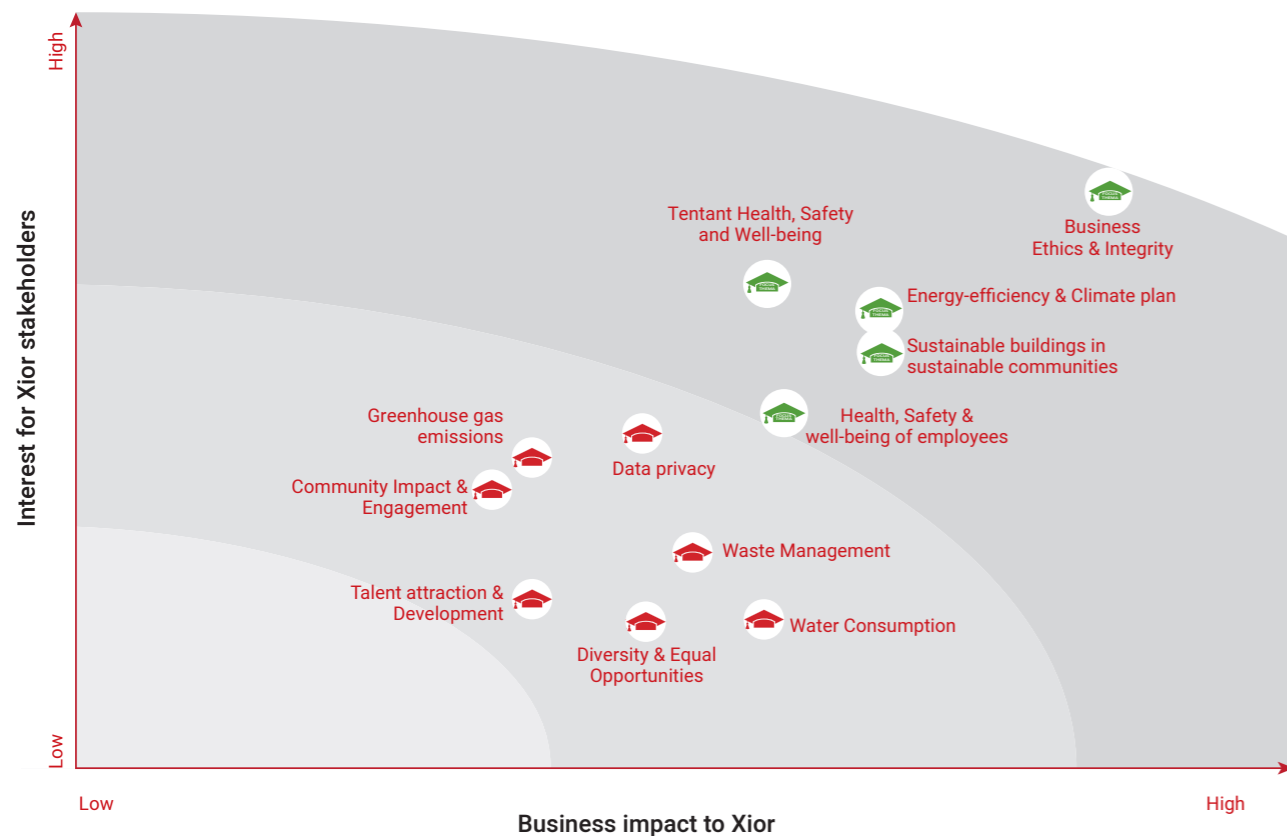 High
Interest for Xior stakeholders
Low
Tentant Health, Safety
and Well-being
Business
Ethics & Integrity
Energy-efficiency & Climate plan
Sustainable buildings in
sustainable communities
Health, Safety &
well-being of employees
Greenhouse gas
emissions
Data privacy
Community Impact &
Engagement
Waste Management
Talent attraction &
Development
Water Consumption
Diversity & Equal
Opportunities
Low
High
Business impact to Xior